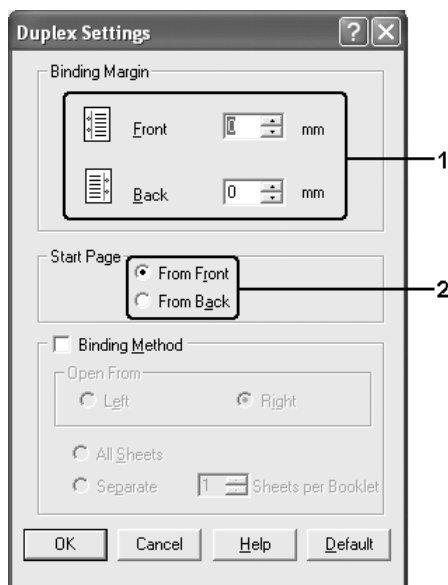 Duplex Settings
Binding Margin
Front 0 mm
1
Back 0 mm
Start Page
From Front
2
From Back
Binding Method
Open From
Left Right
All Sheets
Separate 1 Sheets per Booklet
OK Cancel Help Default